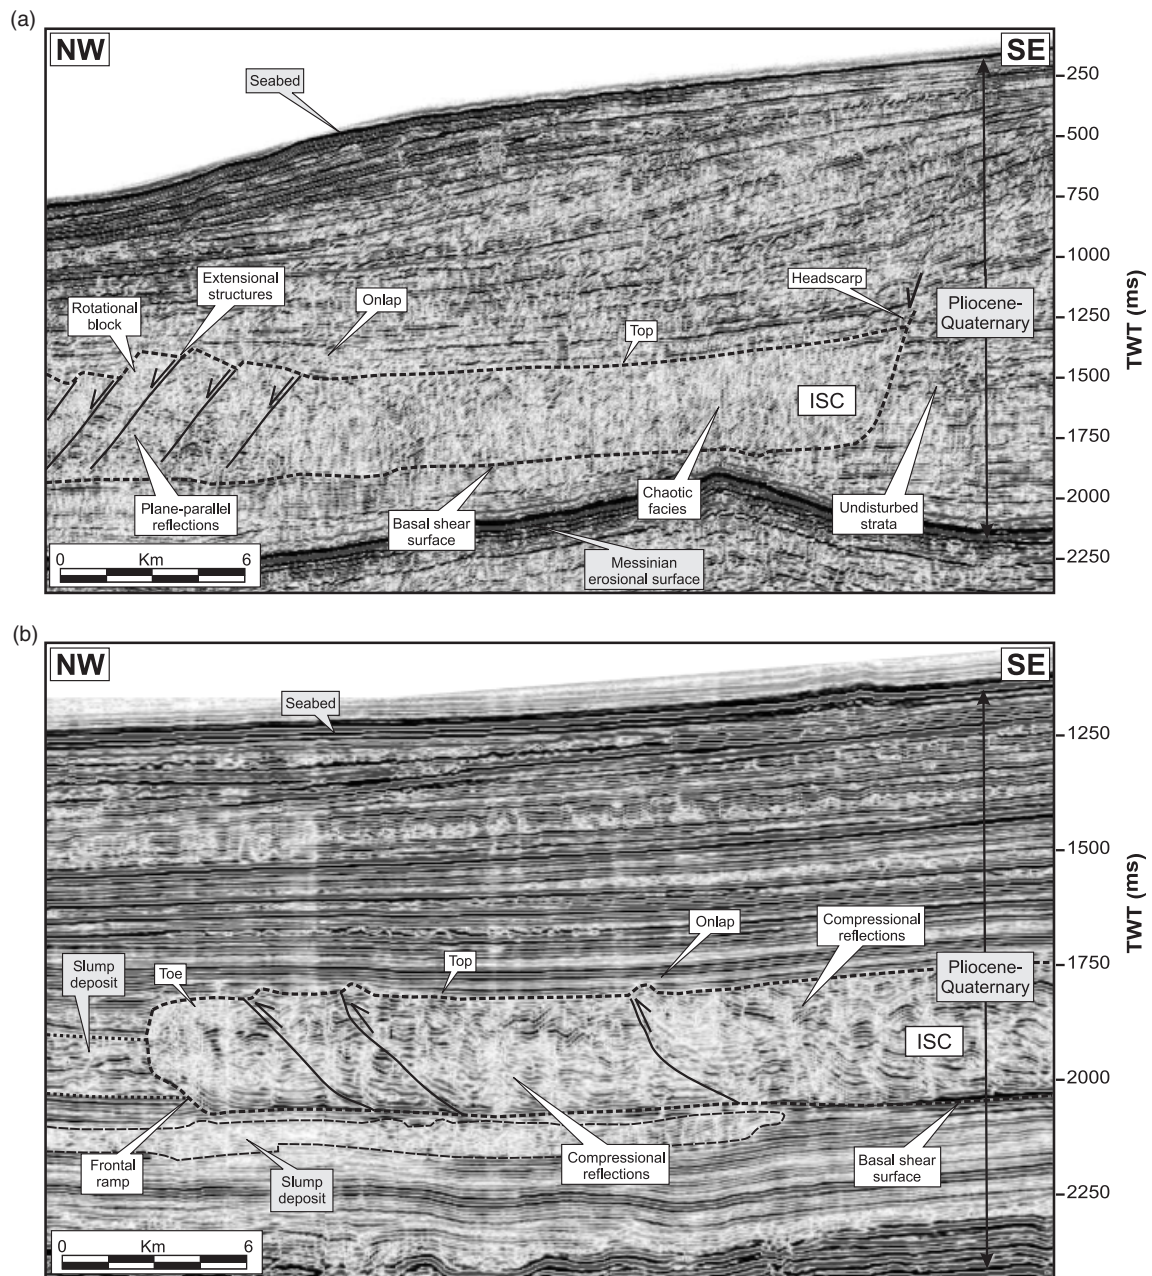 (a)
NW
SE
Seabed
250
500
750
1000
1250
1500
1750
2000
2250
TWT (ms)
Extensional
structures
Rotational
block
Onlap
Headscarp
Pliocene-
Quaternary
Top
ISC
Plane-parallel
reflections
Basal shear
surface
Chaotic
facies
Undisturbed
strata
Messinian
erosional surface
0 Km 6
(b)
NW
SE
Seabed
1250
1500
1750
2000
2250
TWT (ms)
Onlap
Compressional
reflections
Slump
deposit
Toe
Top
Pliocene-
Quaternary
ISC
Frontal
ramp
Slump
deposit
Compressional
reflections
Basal shear
surface
0 Km 6